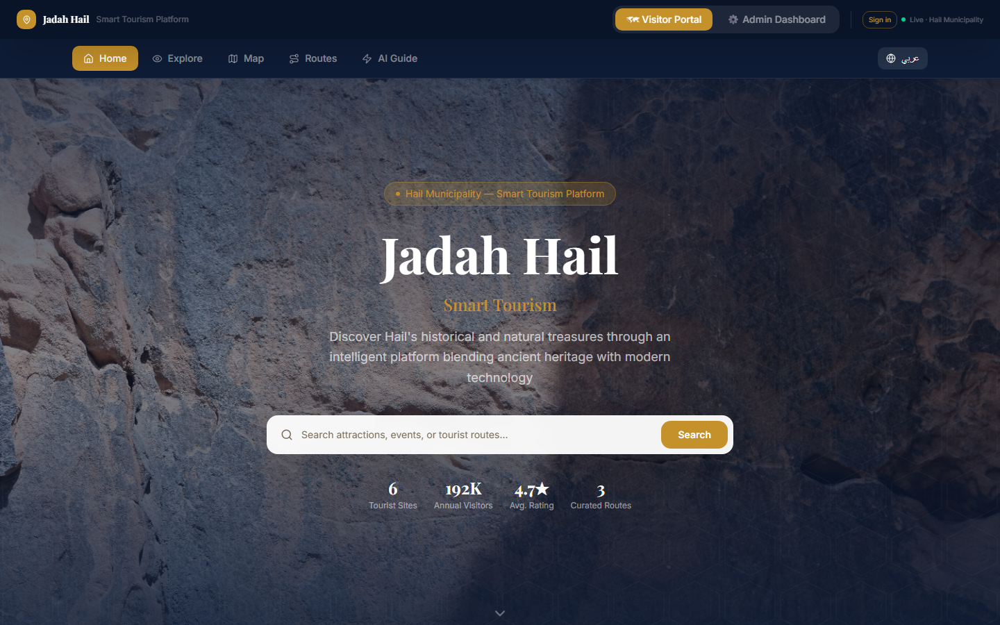 Jadah Hail
Smart Tourism Platform
Visitor Portal
Admin Dashboard
Sign in
Live · Hail Municipality
Home
Explore
Map
Routes
AI Guide
عربي
Hail Municipality — Smart Tourism Platform
Jadah Hail
Smart Tourism
Discover Hail's historical and natural treasures through an
intelligent platform blending ancient heritage with modern
technology
Search attractions, events, or tourist routes...
Search
6
Tourist Sites
192K
Annual Visitors
4.7★
Avg. Rating
3
Curated Routes